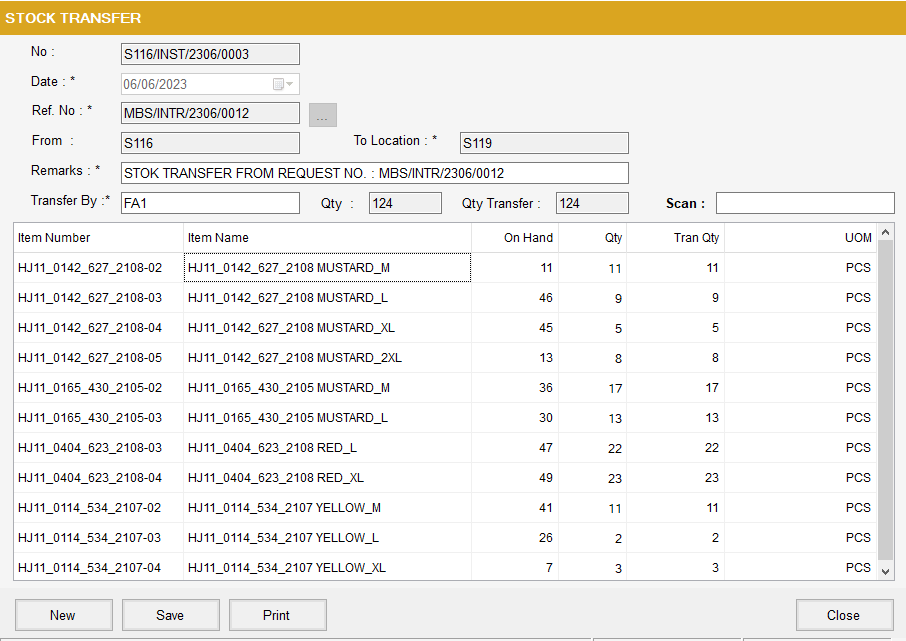 STOCK TRANSFER
No : S116/INST/2306/0003
Date : * 06/06/2023
Ref. No : * MBS/INTR/2306/0012 ...
From : S116 To Location : * S119
Remarks : * STOK TRANSFER FROM REQUEST NO. : MBS/INTR/2306/0012
Transfer By :* FA1 Qty : 124 Qty Transfer : 124 Scan :
Item Number Item Name On Hand Qty Tran Qty UOM
HJ11_0142_627_2108-02 HJ11_0142_627_2108 MUSTARD_M 11 11 11 PCS
HJ11_0142_627_2108-03 HJ11_0142_627_2108 MUSTARD_L 46 9 9 PCS
HJ11_0142_627_2108-04 HJ11_0142_627_2108 MUSTARD_XL 45 5 5 PCS
HJ11_0142_627_2108-05 HJ11_0142_627_2108 MUSTARD_2XL 13 8 8 PCS
HJ11_0165_430_2105-02 HJ11_0165_430_2105 MUSTARD_M 36 17 17 PCS
HJ11_0165_430_2105-03 HJ11_0165_430_2105 MUSTARD_L 30 13 13 PCS
HJ11_0404_623_2108-03 HJ11_0404_623_2108 RED_L 47 22 22 PCS
HJ11_0404_623_2108-04 HJ11_0404_623_2108 RED_XL 49 23 23 PCS
HJ11_0114_534_2107-02 HJ11_0114_534_2107 YELLOW_M 41 11 11 PCS
HJ11_0114_534_2107-03 HJ11_0114_534_2107 YELLOW_L 26 2 2 PCS
HJ11_0114_534_2107-04 HJ11_0114_534_2107 YELLOW_XL 7 3 3 PCS
New Save Print Close